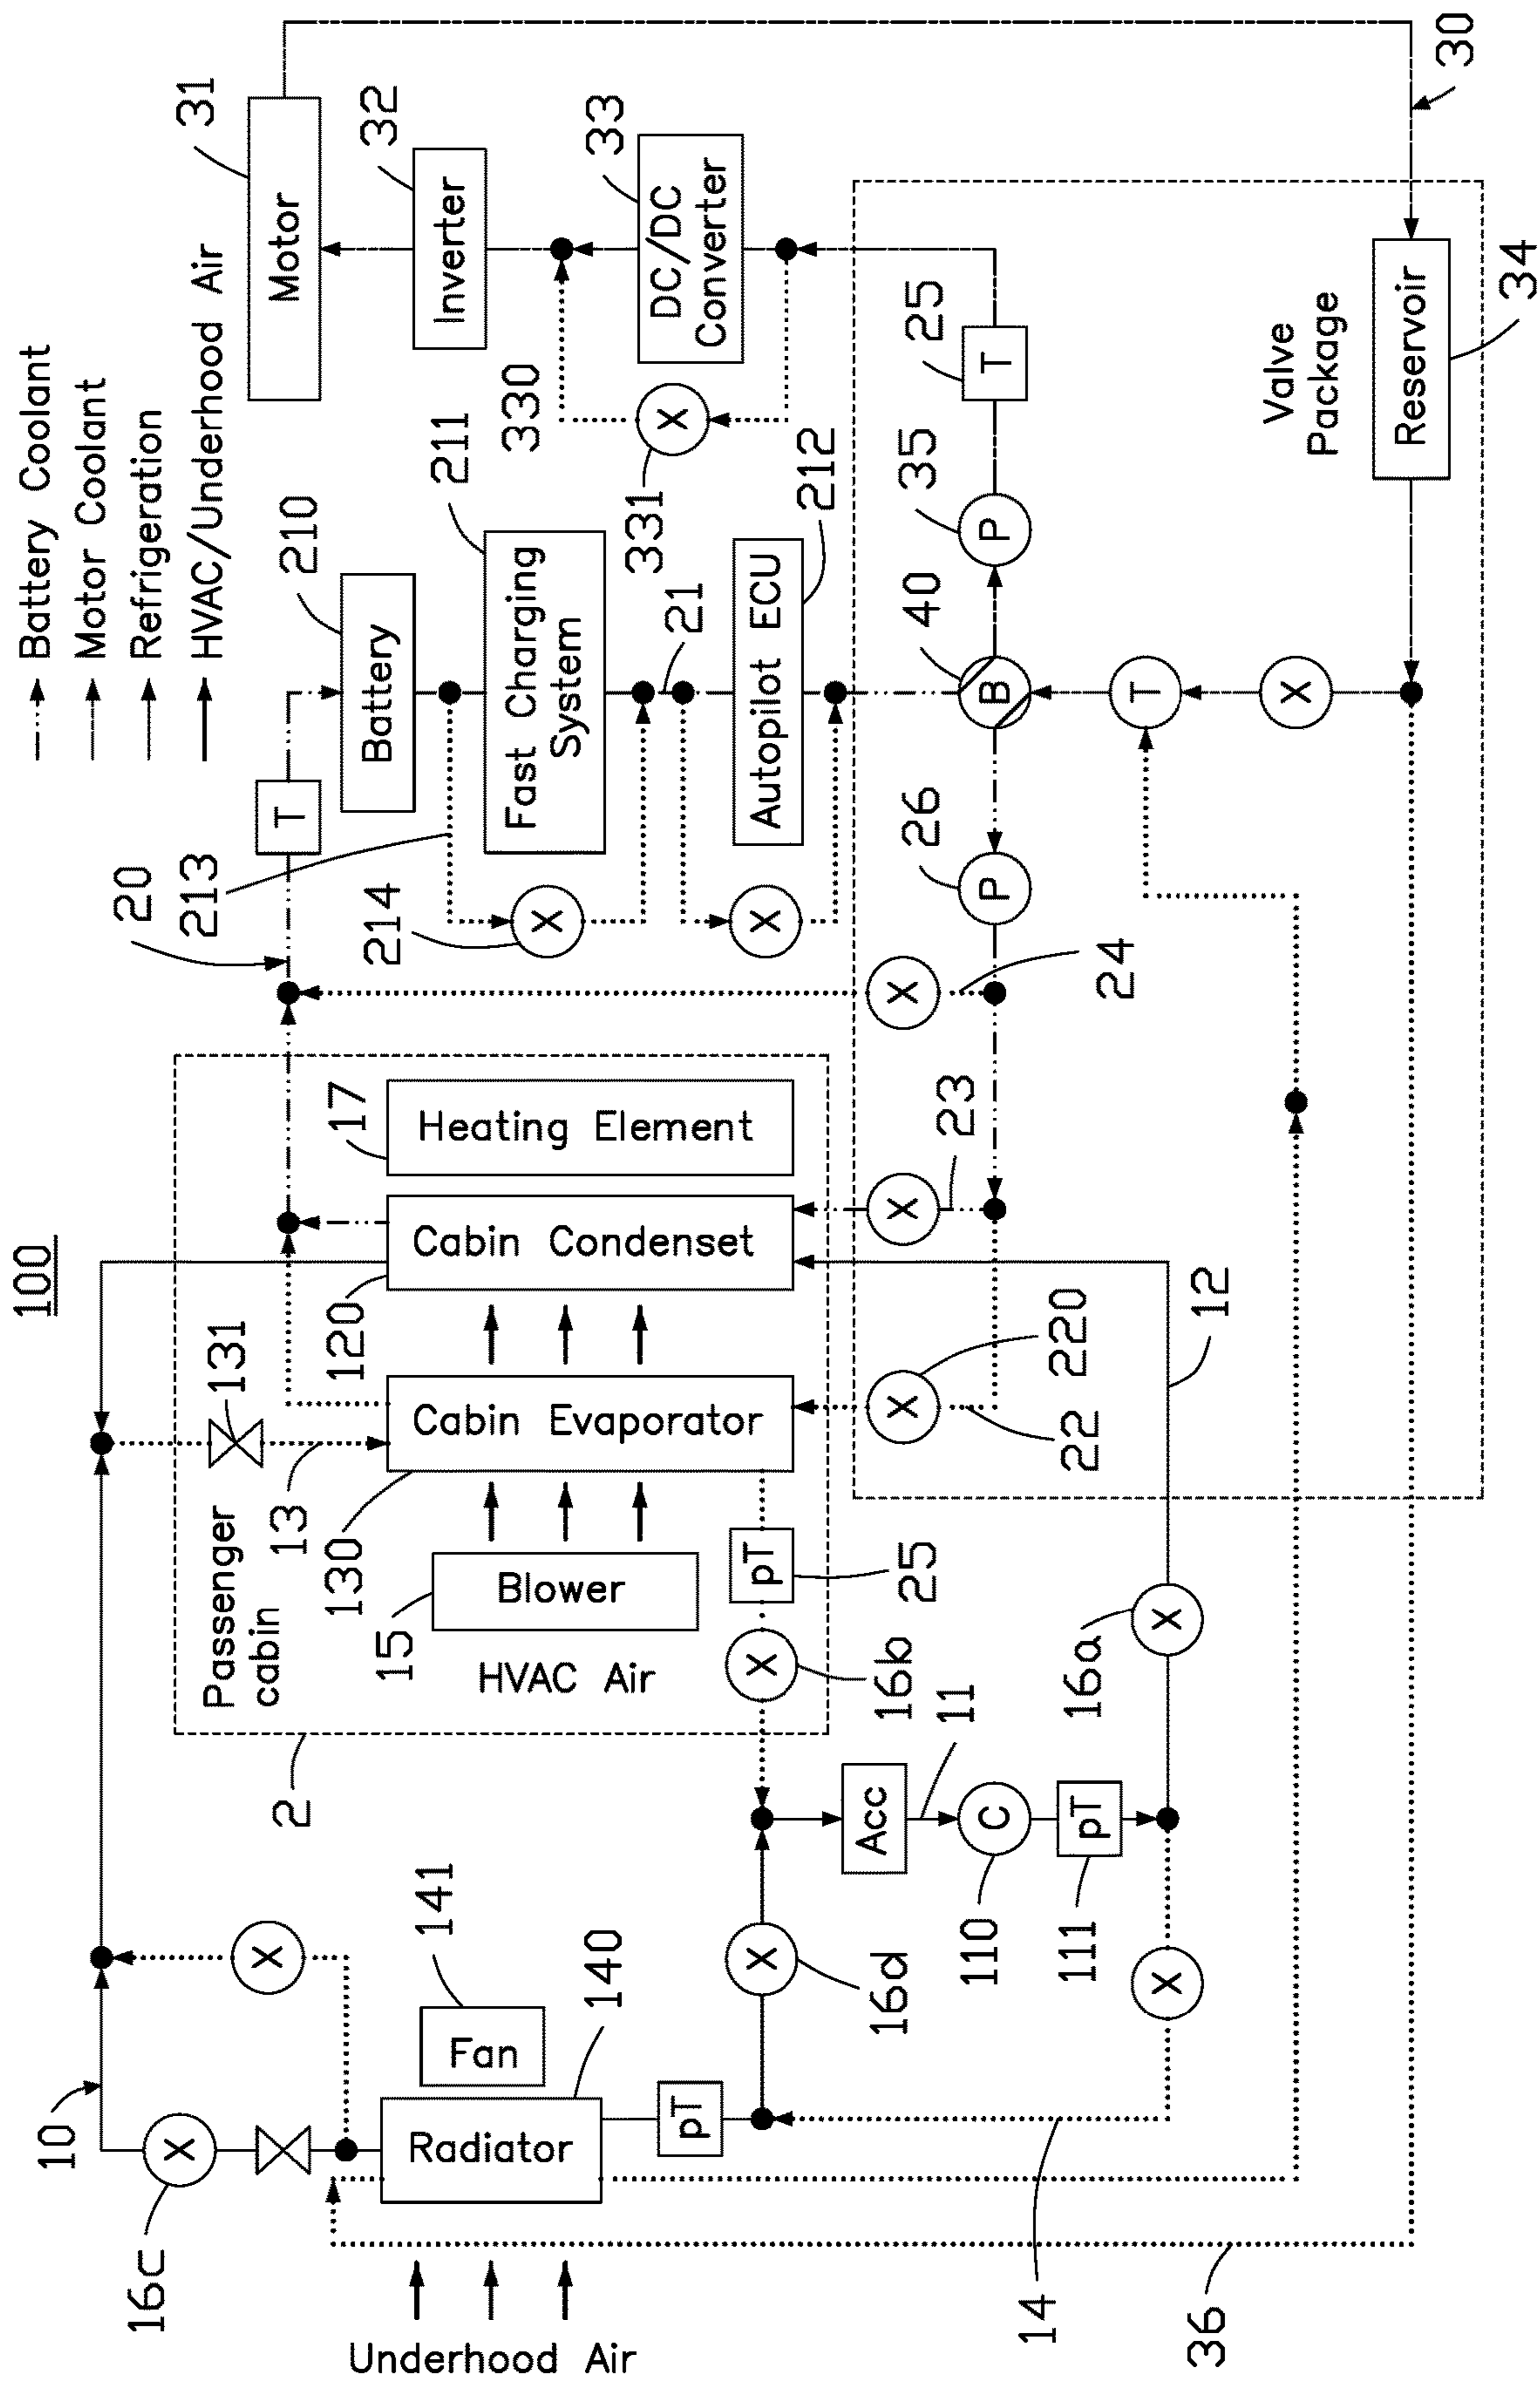 100
Battery Coolant
Motor Coolant
Refrigeration
HVAC/Underhood Air
10
16c
X
X
Underhood Air
Radiator
140
Fan
141
pT
16d
X
14
36
X
2
Passenger
cabin
13
131
130
Cabin Evaporator
120
Cabin Condenset
17
Heating Element
15
Blower
HVAC Air
pT
25
X
16b
Acc
11
C
110
pT
111
X
16a
12
X
220
22
X
23
X
24
20
T
213
Battery
210
Fast Charging
System
211
X
214
21
Autopilot ECU
212
X
P
26
B
40
P
35
T
25
T
X
Motor
31
Inverter
32
DC/DC
Converter
33
X
330
331
Valve
Package
Reservoir
34
30